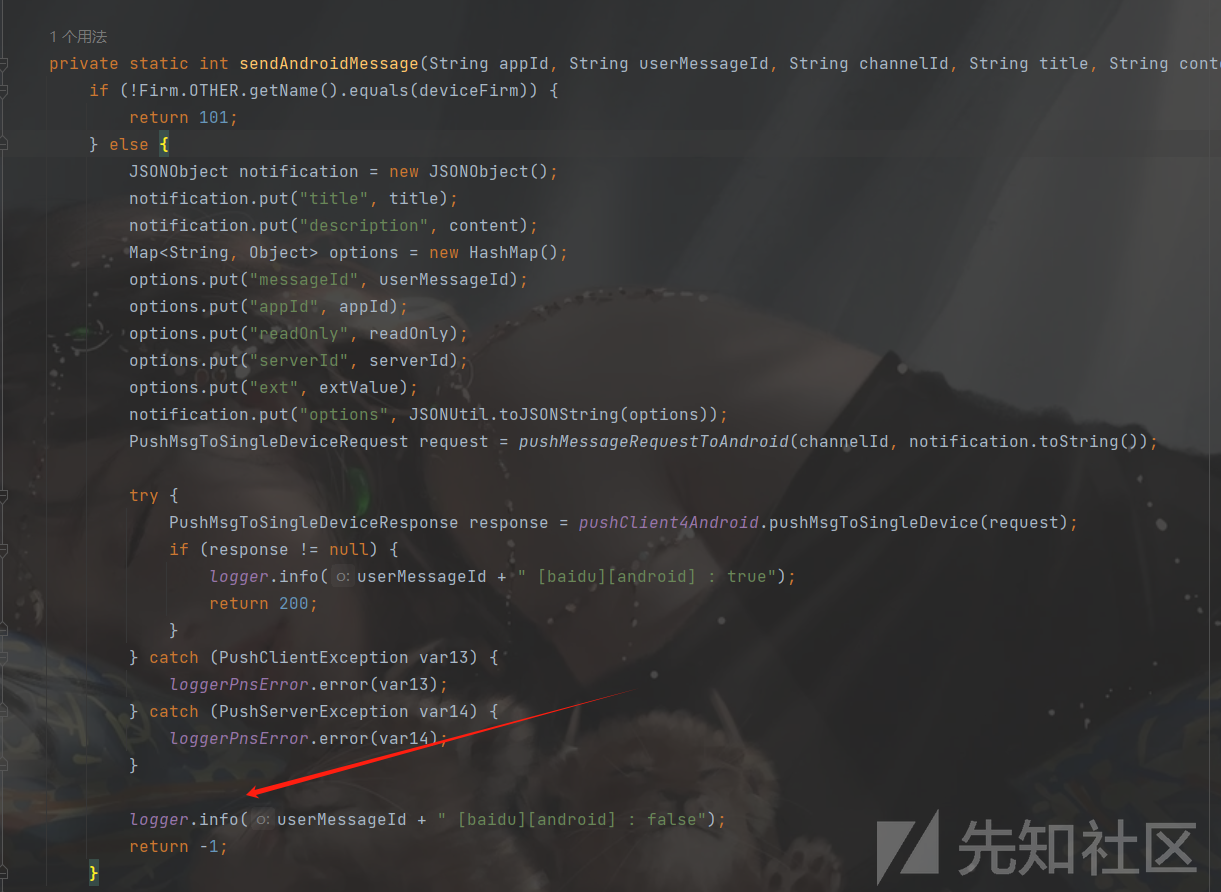 1 个用法
private static int sendAndroidMessage(String appId, String userMessageId, String channelId, String title, String conte
if (!Firm.OTHER.getName().equals(deviceFirm)) {
return 101;
} else {
JSONObject notification = new JSONObject();
notification.put("title", title);
notification.put("description", content);
Map<String, Object> options = new HashMap();
options.put("messageId", userMessageId);
options.put("appId", appId);
options.put("readOnly", readOnly);
options.put("serverId", serverId);
options.put("ext", extValue);
notification.put("options", JSONUtil.toJSONString(options));
PushMsgToSingleDeviceRequest request = pushMessageRequestToAndroid(channelId, notification.toString());
try {
PushMsgToSingleDeviceResponse response = pushClient4Android.pushMsgToSingleDevice(request);
if (response != null) {
logger.info( o: userMessageId + " [baidu][android] : true");
return 200;
}
} catch (PushClientException var13) {
loggerPnsError.error(var13);
} catch (PushServerException var14) {
loggerPnsError.error(var14);
}
logger.info( o: userMessageId + " [baidu][android] : false");
return -1;
}
先知社区